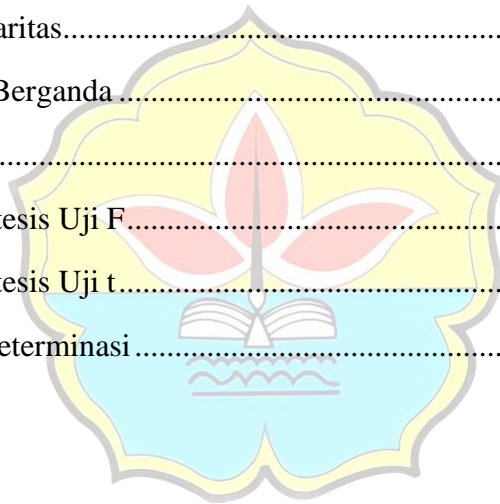 aritas..........................................
Berganda..........................................
..........................................
tesis Uji F..........................................
tesis Uji t..........................................
eterminasi..........................................